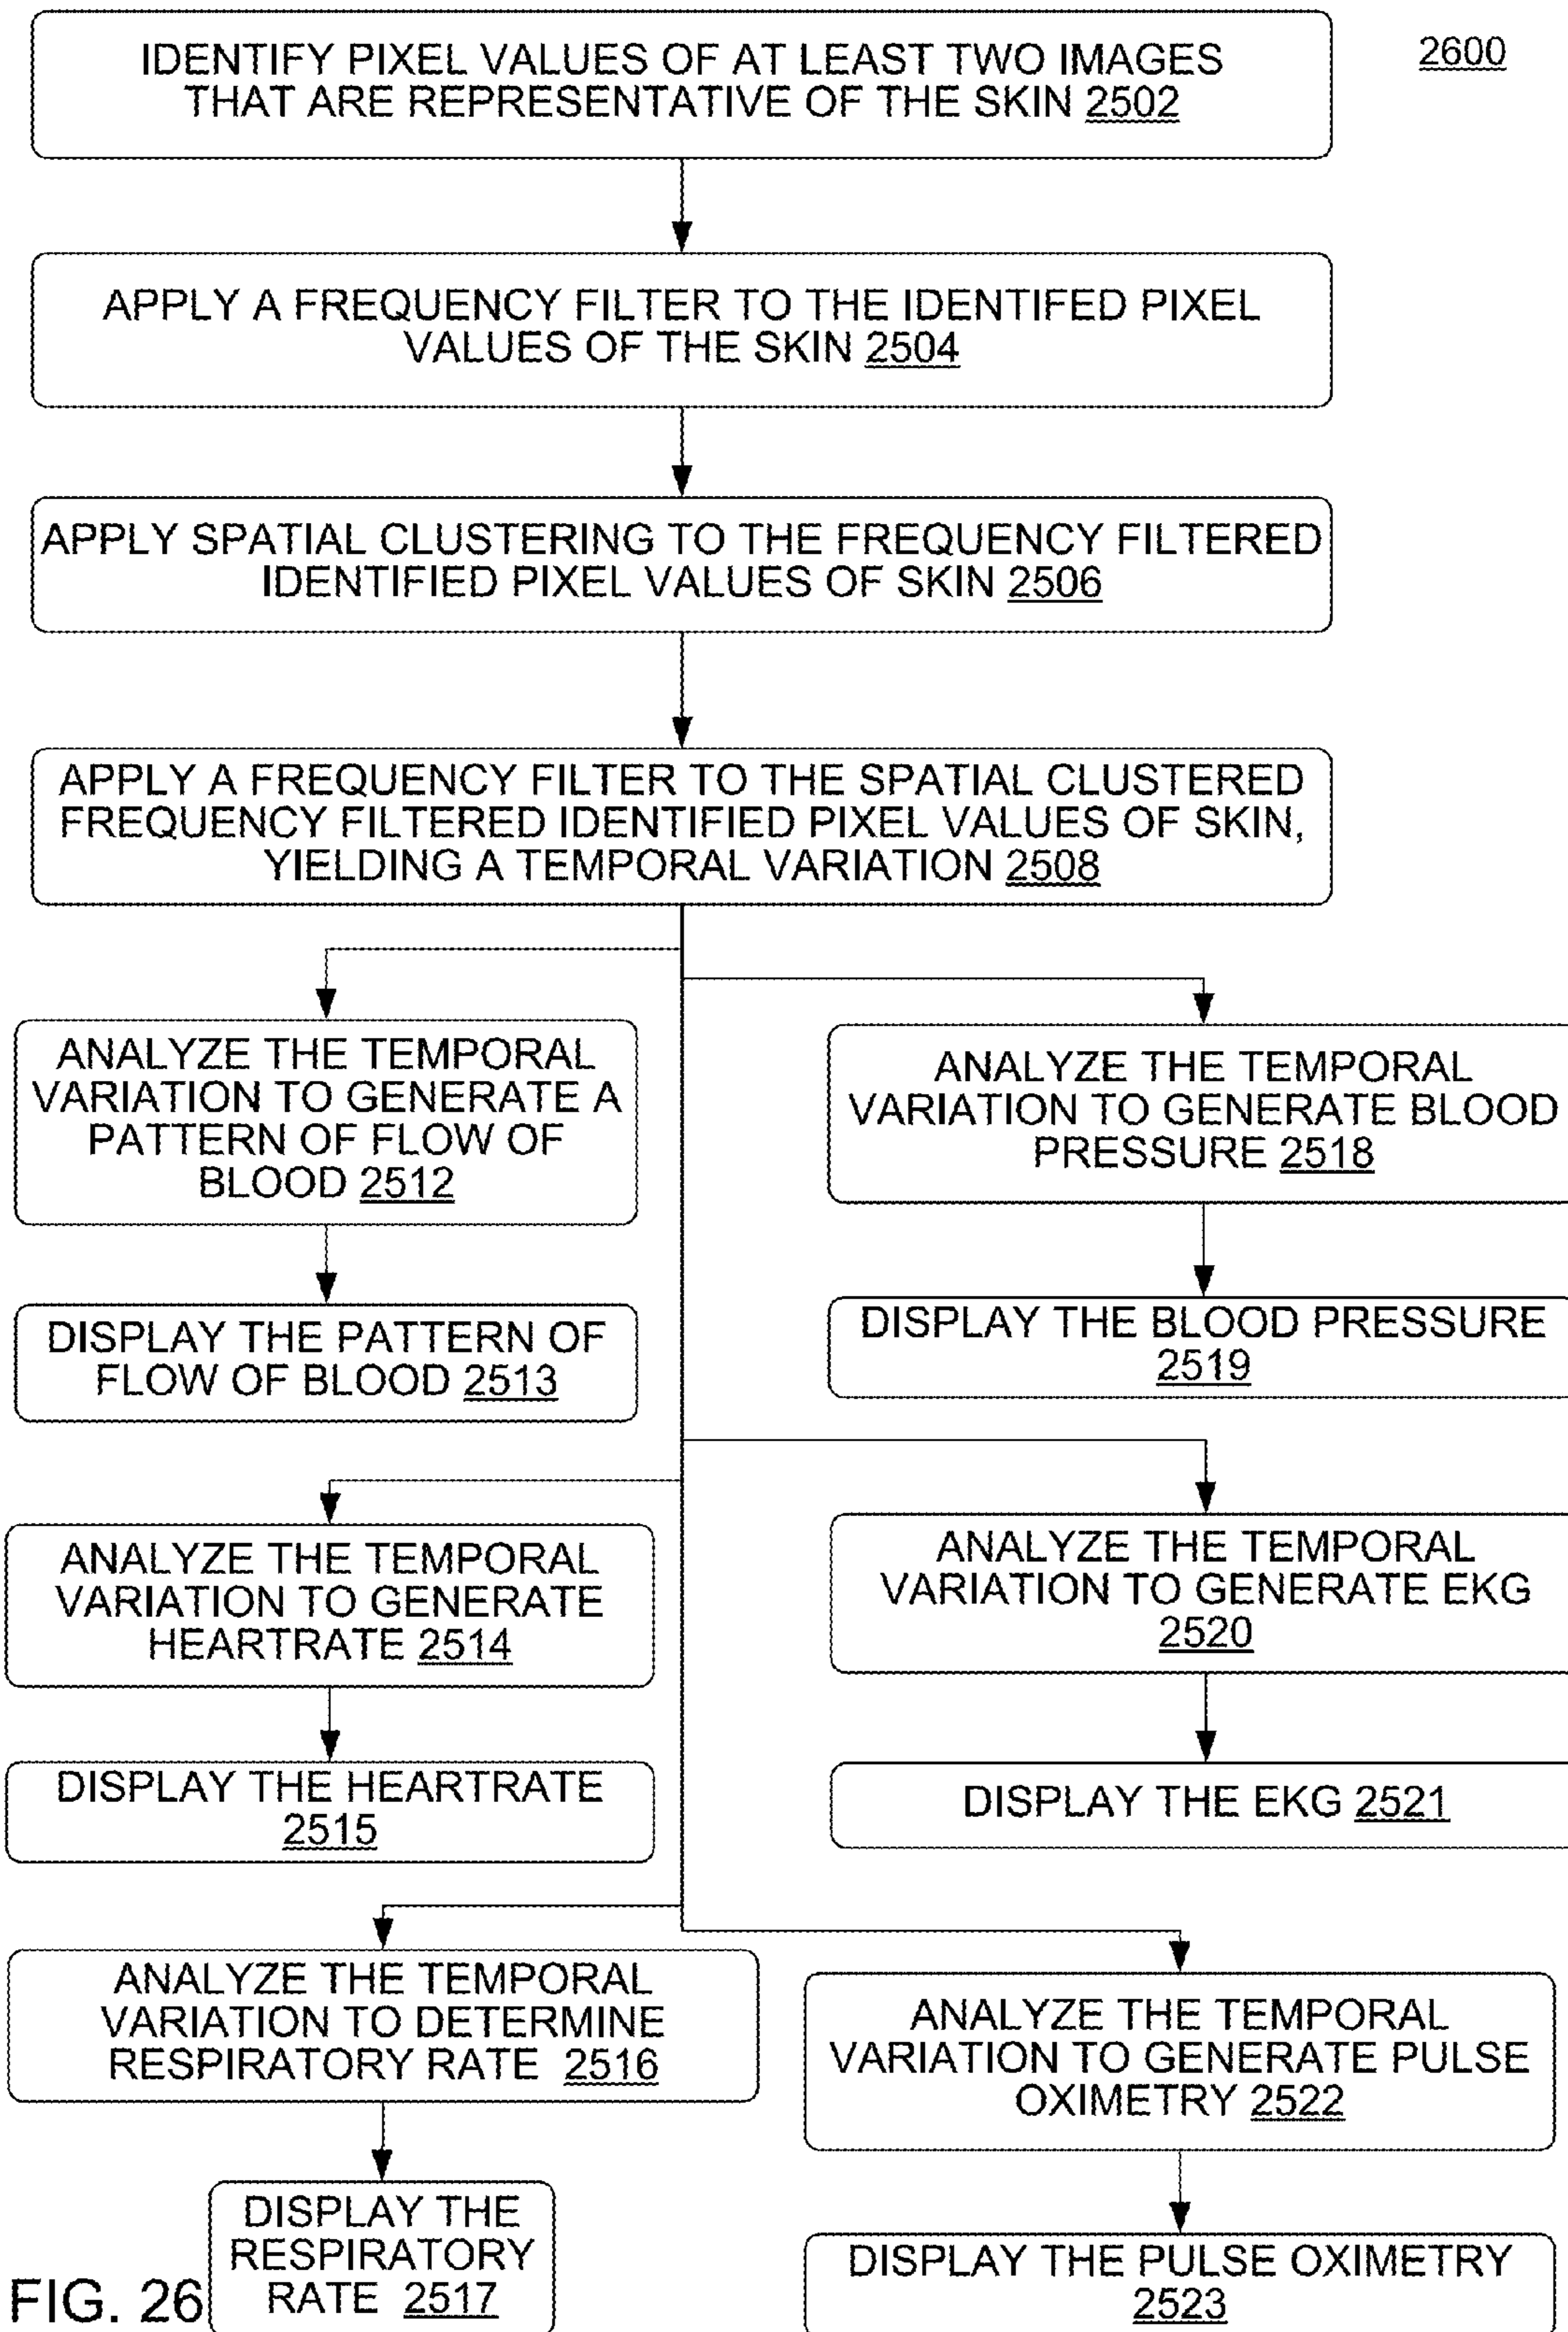 2600
IDENTIFY PIXEL VALUES OF AT LEAST TWO IMAGES
THAT ARE REPRESENTATIVE OF THE SKIN 2502
APPLY A FREQUENCY FILTER TO THE IDENTIFED PIXEL
VALUES OF THE SKIN 2504
APPLY SPATIAL CLUSTERING TO THE FREQUENCY FILTERED
IDENTIFIED PIXEL VALUES OF SKIN 2506
APPLY A FREQUENCY FILTER TO THE SPATIAL CLUSTERED
FREQUENCY FILTERED IDENTIFIED PIXEL VALUES OF SKIN,
YIELDING A TEMPORAL VARIATION 2508
ANALYZE THE TEMPORAL
VARIATION TO GENERATE A
PATTERN OF FLOW OF
BLOOD 2512
DISPLAY THE PATTERN OF
FLOW OF BLOOD 2513
ANALYZE THE TEMPORAL
VARIATION TO GENERATE BLOOD
PRESSURE 2518
DISPLAY THE BLOOD PRESSURE
2519
ANALYZE THE TEMPORAL
VARIATION TO GENERATE
HEARTRATE 2514
DISPLAY THE HEARTRATE
2515
ANALYZE THE TEMPORAL
VARIATION TO GENERATE EKG
2520
DISPLAY THE EKG 2521
ANALYZE THE TEMPORAL
VARIATION TO DETERMINE
RESPIRATORY RATE 2516
DISPLAY THE
RESPIRATORY
RATE 2517
ANALYZE THE TEMPORAL
VARIATION TO GENERATE PULSE
OXIMETRY 2522
DISPLAY THE PULSE OXIMETRY
2523
FIG. 26